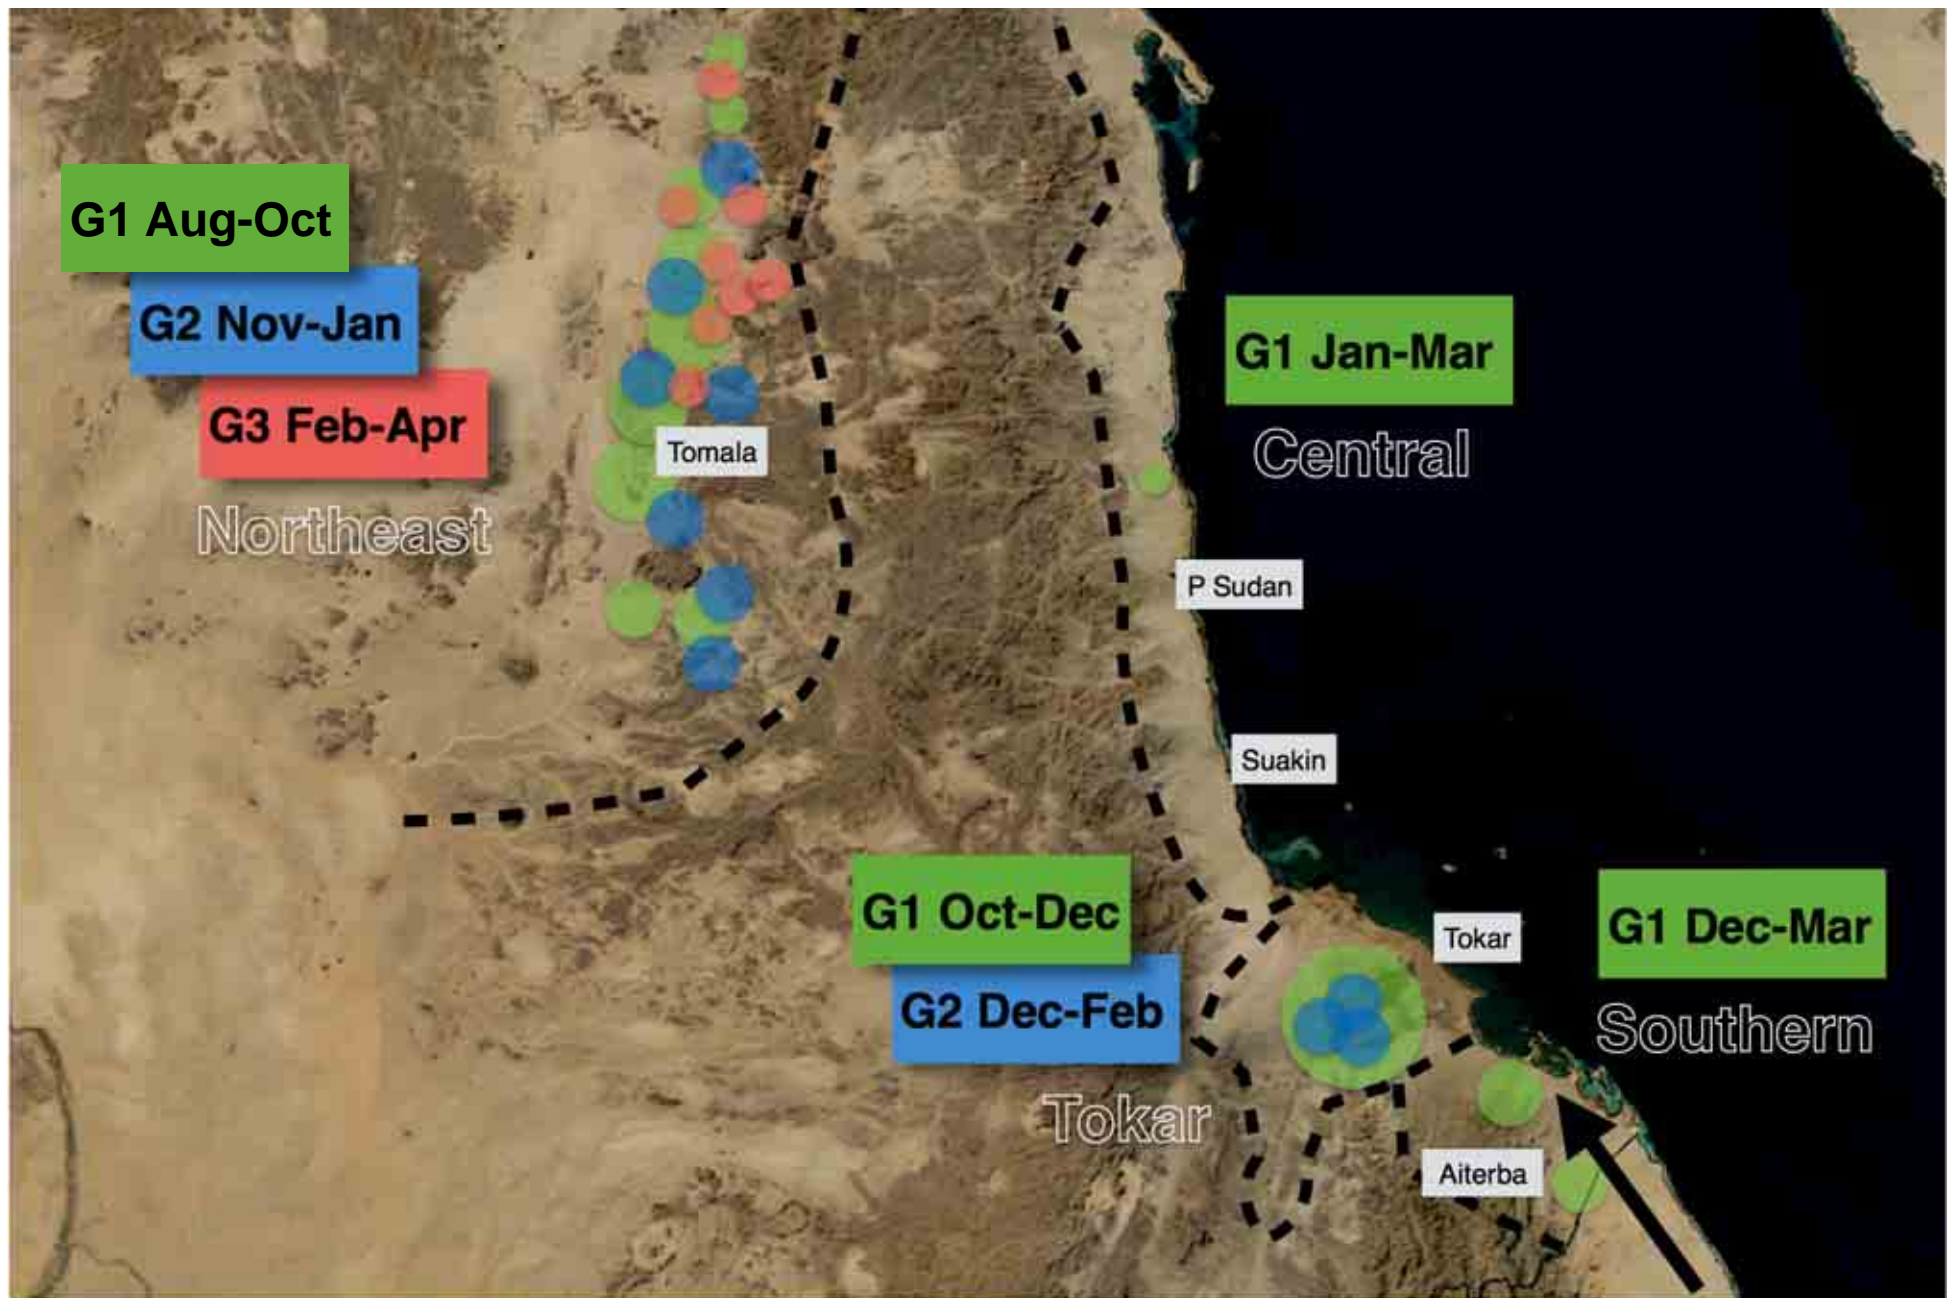 G1 Aug-Oct
G2 Nov-Jan
G3 Feb-Apr
Northeast
Tomala
G1 Jan-Mar
Central
P Sudan
Suakin
G1 Oct-Dec
G2 Dec-Feb
Tokar
Tokar
G1 Dec-Mar
Southern
Aiterba